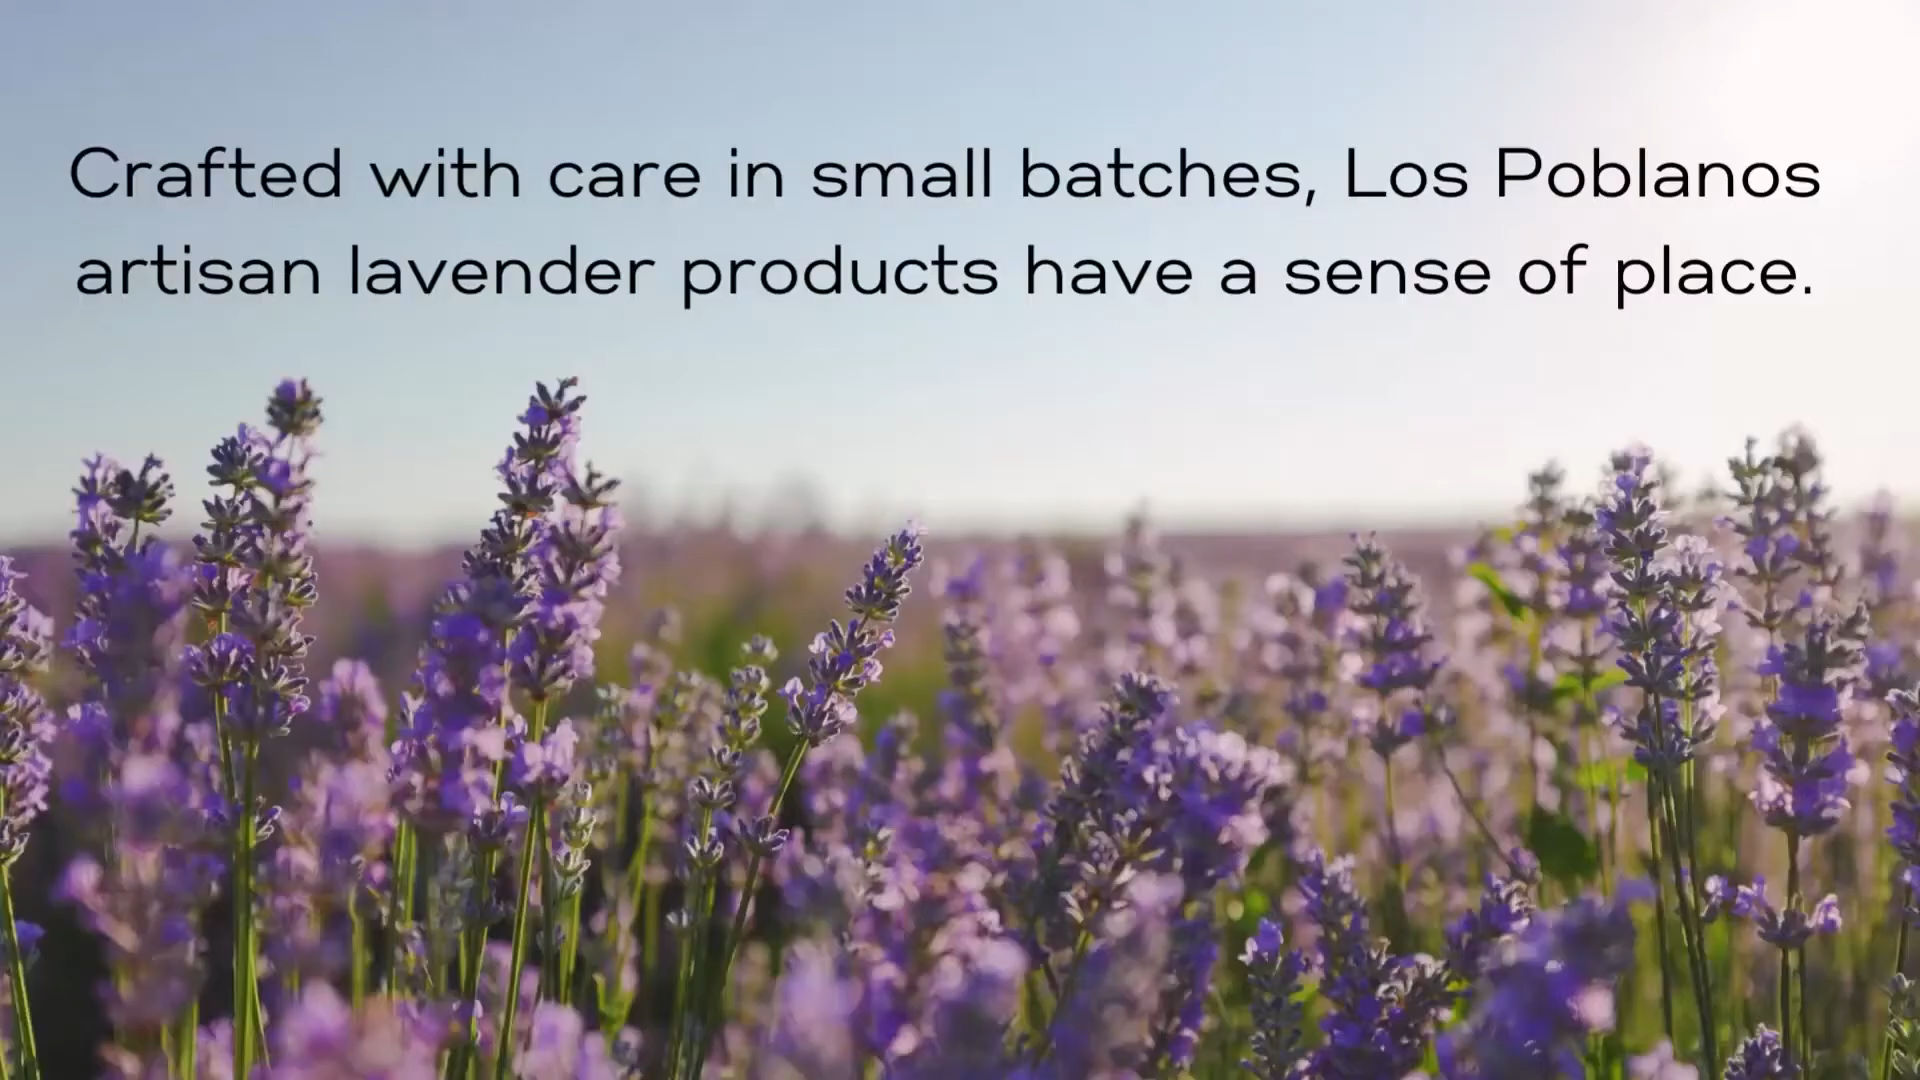 Crafted with care in small batches, Los Poblanos
artisan lavender products have a sense of place.